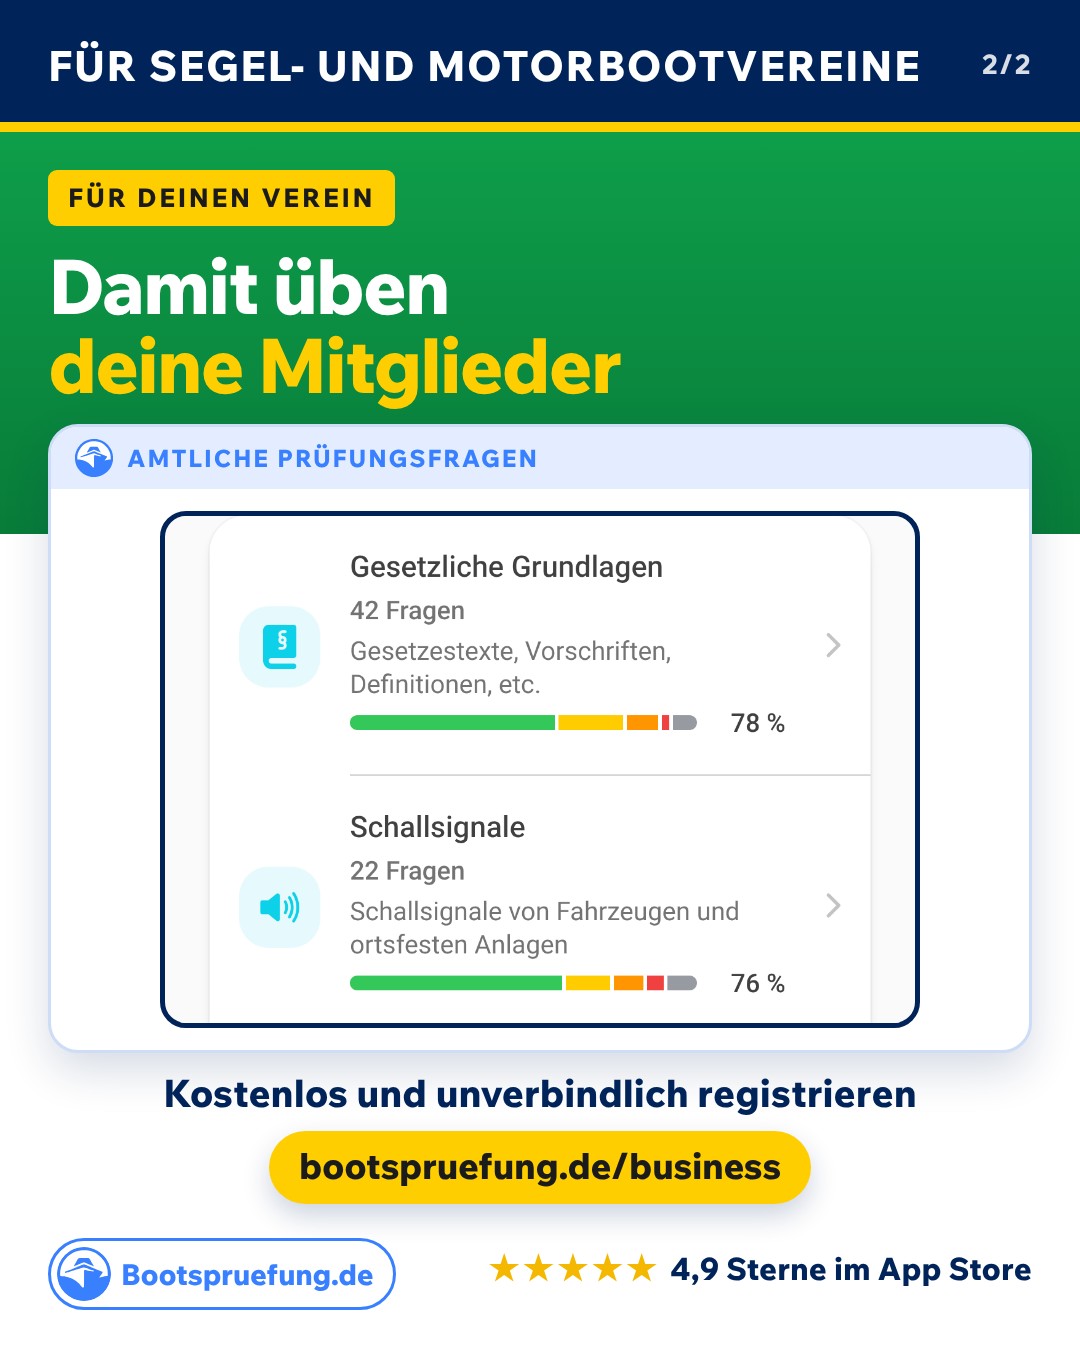 FÜR SEGEL- UND MOTORBOOTVEREINE
2/2
FÜR DEINEN VEREIN
Damit üben
deine Mitglieder
AMTLICHE PRÜFUNGSFRAGEN
Gesetzliche Grundlagen
42 Fragen
§
Gesetzestexte, Vorschriften,
Definitionen, etc.
78 %
Schallsignale
22 Fragen
Schallsignale von Fahrzeugen und
ortsfesten Anlagen
76 %
Kostenlos und unverbindlich registrieren
bootspruefung.de/business
Bootspruefung.de
★★★★★ 4,9 Sterne im App Store